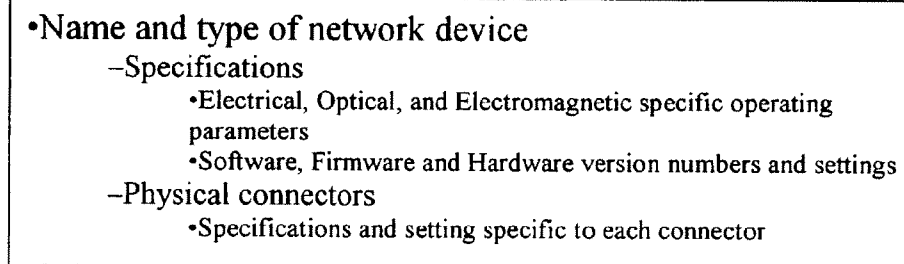 •Name and type of network device
–Specifications
•Electrical, Optical, and Electromagnetic specific operating
parameters
•Software, Firmware and Hardware version numbers and settings
–Physical connectors
•Specifications and setting specific to each connector